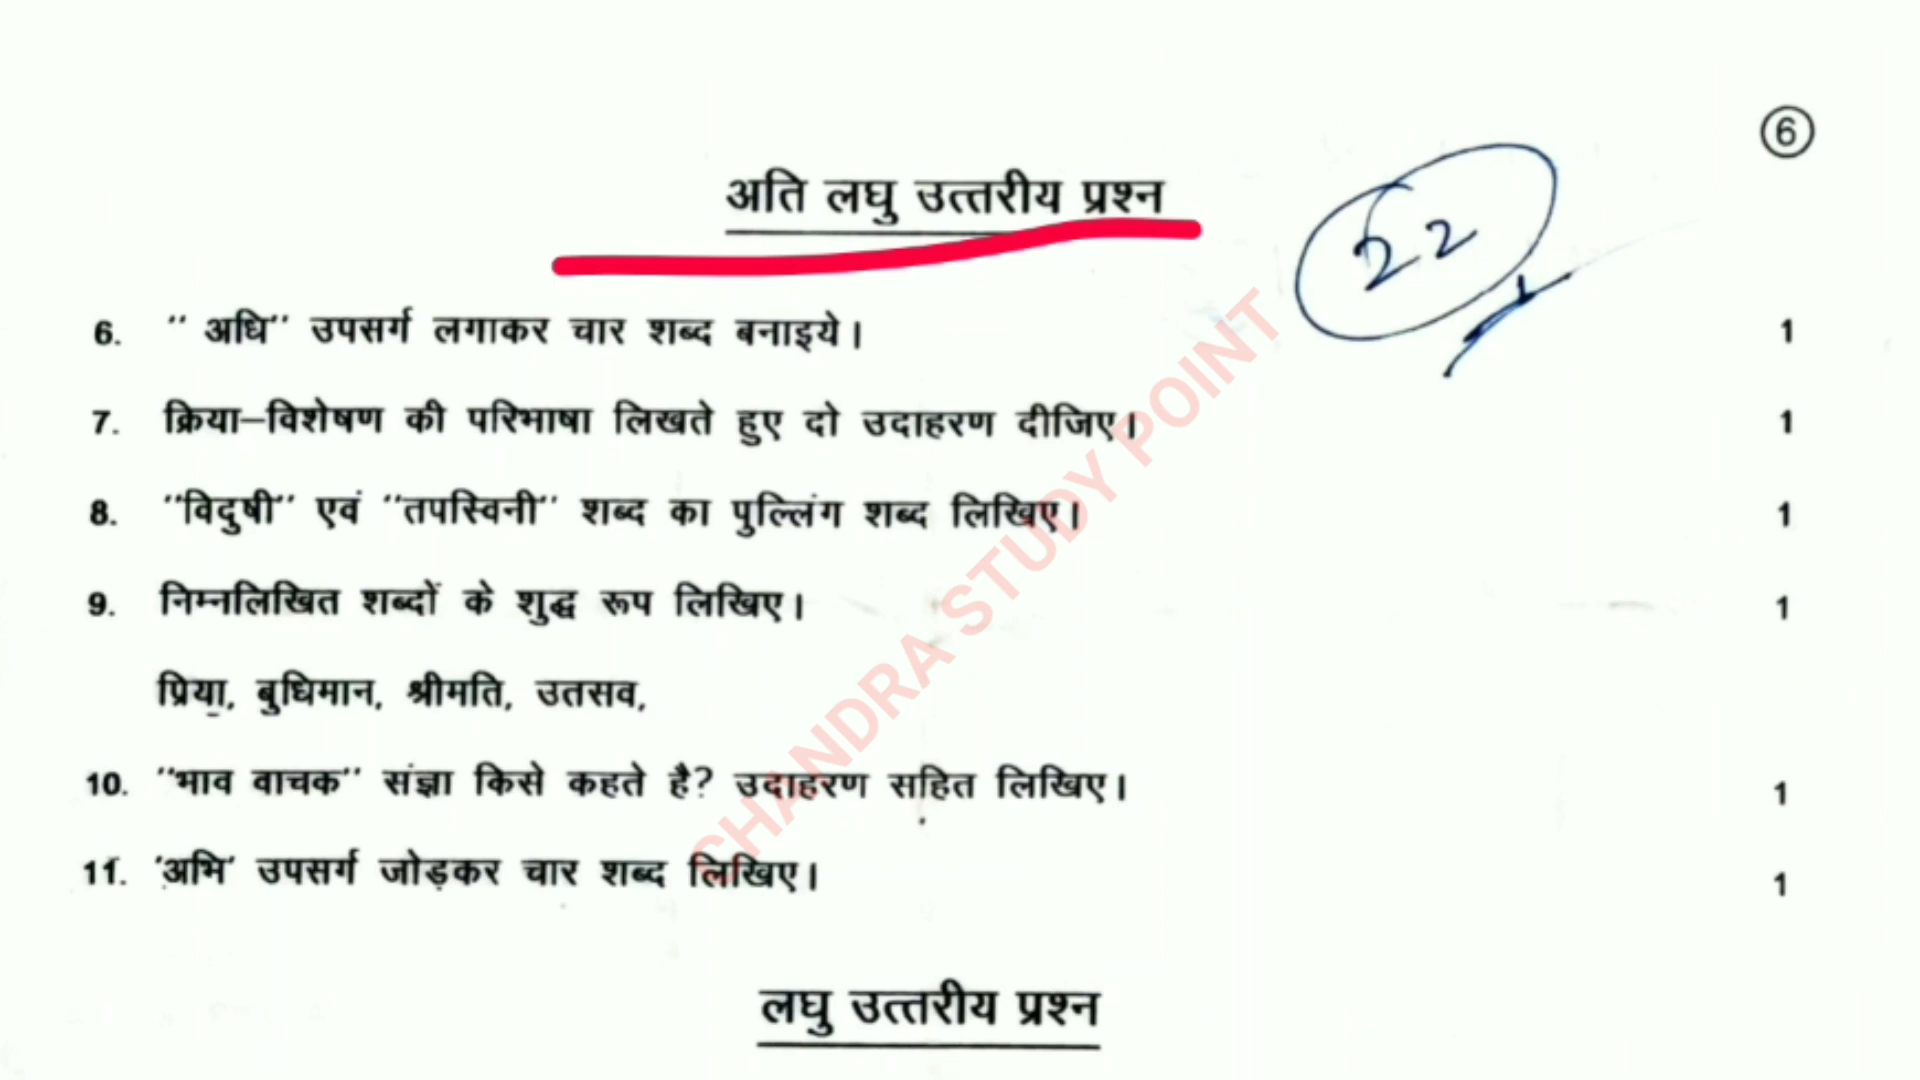 6
अति लघु उत्तरीय प्रश्न
22
6. '' अधि'' उपसर्ग लगाकर चार शब्द बनाइये। 1
7. क्रिया–विशेषण की परिभाषा लिखते हुए दो उदाहरण दीजिए। 1
8. ''विदुषी'' एवं ''तपस्विनी'' शब्द का पुल्लिंग शब्द लिखिए। 1
9. निम्नलिखित शब्दों के शुद्ध रूप लिखिए। 1
प्रिया, बुधिमान, श्रीमति, उतसव,
10. ''भाव वाचक'' संज्ञा किसे कहते है? उदाहरण सहित लिखिए। 1
11. 'अभि' उपसर्ग जोड़कर चार शब्द लिखिए। 1
लघु उत्तरीय प्रश्न
CHANDRA STUDY POINT